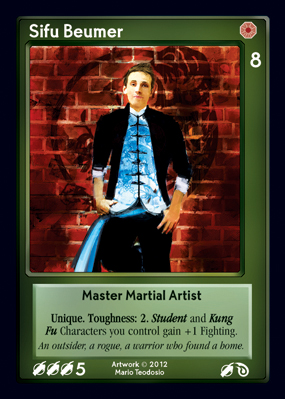 Sifu Beumer
8
Master Martial Artist
Unique. Toughness: 2. Student and Kung
Fu Characters you control gain +1 Fighting.
An outsider, a rogue, a warrior who found a home.
5
Artwork © 2012
Mario Teodosio